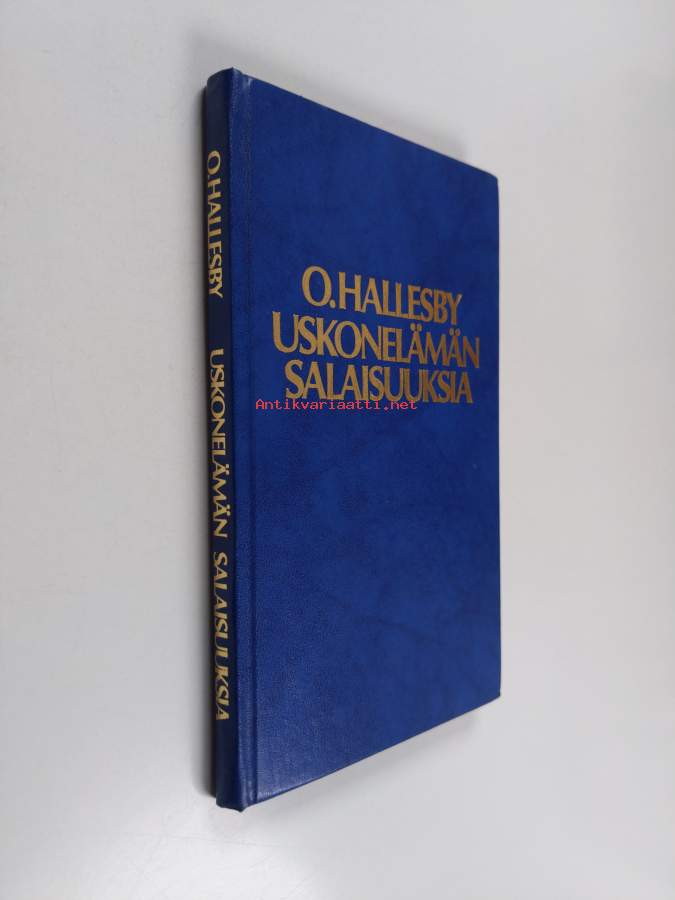 O.HALLESBY USKONELÄMÄN SALAISUUKSIA
O.HALLESBY
USKONELÄMÄN
SALAISUUKSIA
Antikvariaatti.net